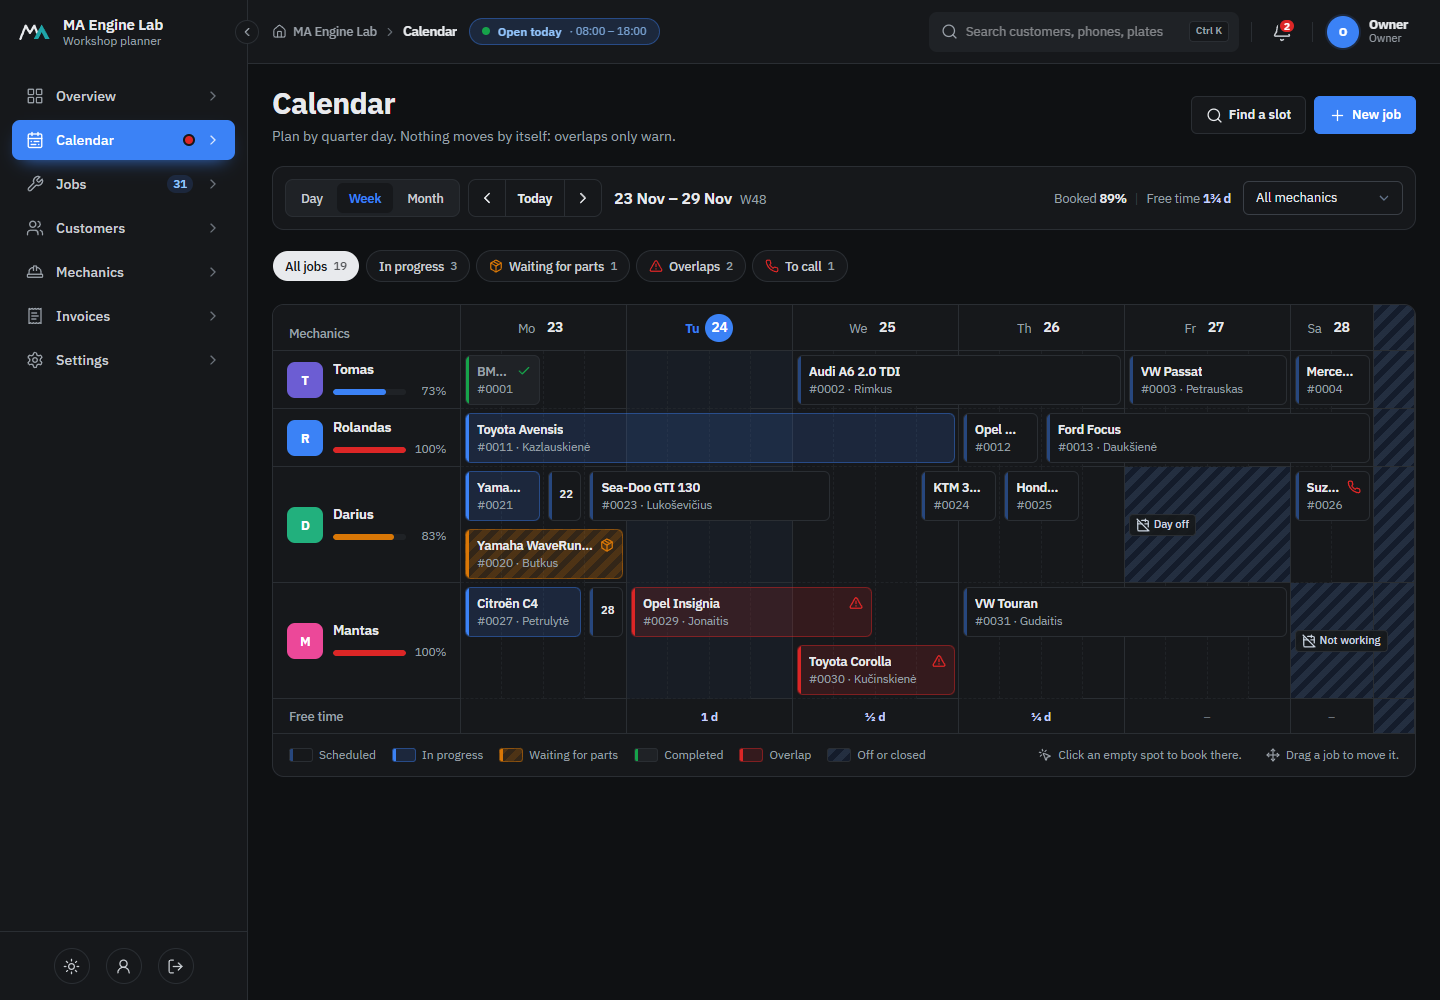 MA Engine Lab
Workshop planner
MA Engine Lab
Calendar
Open today · 08:00 – 18:00
Search customers, phones, plates
Ctrl K
2
O
Owner
Owner
Overview
Calendar
Jobs 31
Customers
Mechanics
Invoices
Settings
Calendar
Plan by quarter day. Nothing moves by itself: overlaps only warn.
Find a slot
New job
Day Week Month
Today
23 Nov – 29 Nov W48
Booked 89%
Free time 1¾ d
All mechanics
All jobs 19
In progress 3
Waiting for parts 1
Overlaps 2
To call 1
Mechanics
Mo 23
Tu 24
We 25
Th 26
Fr 27
Sa 28
T
Tomas
73%
BM...
#0001
Audi A6 2.0 TDI
#0002 · Rimkus
VW Passat
#0003 · Petrauskas
Merce...
#0004
R
Rolandas
100%
Toyota Avensis
#0011 · Kazlauskienė
Opel ...
#0012
Ford Focus
#0013 · Daukšienė
D
Darius
83%
Yama...
#0021
22
Sea-Doo GTI 130
#0023 · Lukoševičius
KTM 3...
#0024
Hond...
#0025
Day off
Suz...
#0026
Yamaha WaveRun...
#0020 · Butkus
M
Mantas
100%
Citroën C4
#0027 · Petrulytė
28
Opel Insignia
#0029 · Jonaitis
VW Touran
#0031 · Gudaitis
Not working
Toyota Corolla
#0030 · Kučinskienė
Free time
1 d
½ d
¼ d
–
–
Scheduled
In progress
Waiting for parts
Completed
Overlap
Off or closed
Click an empty spot to book there.
Drag a job to move it.